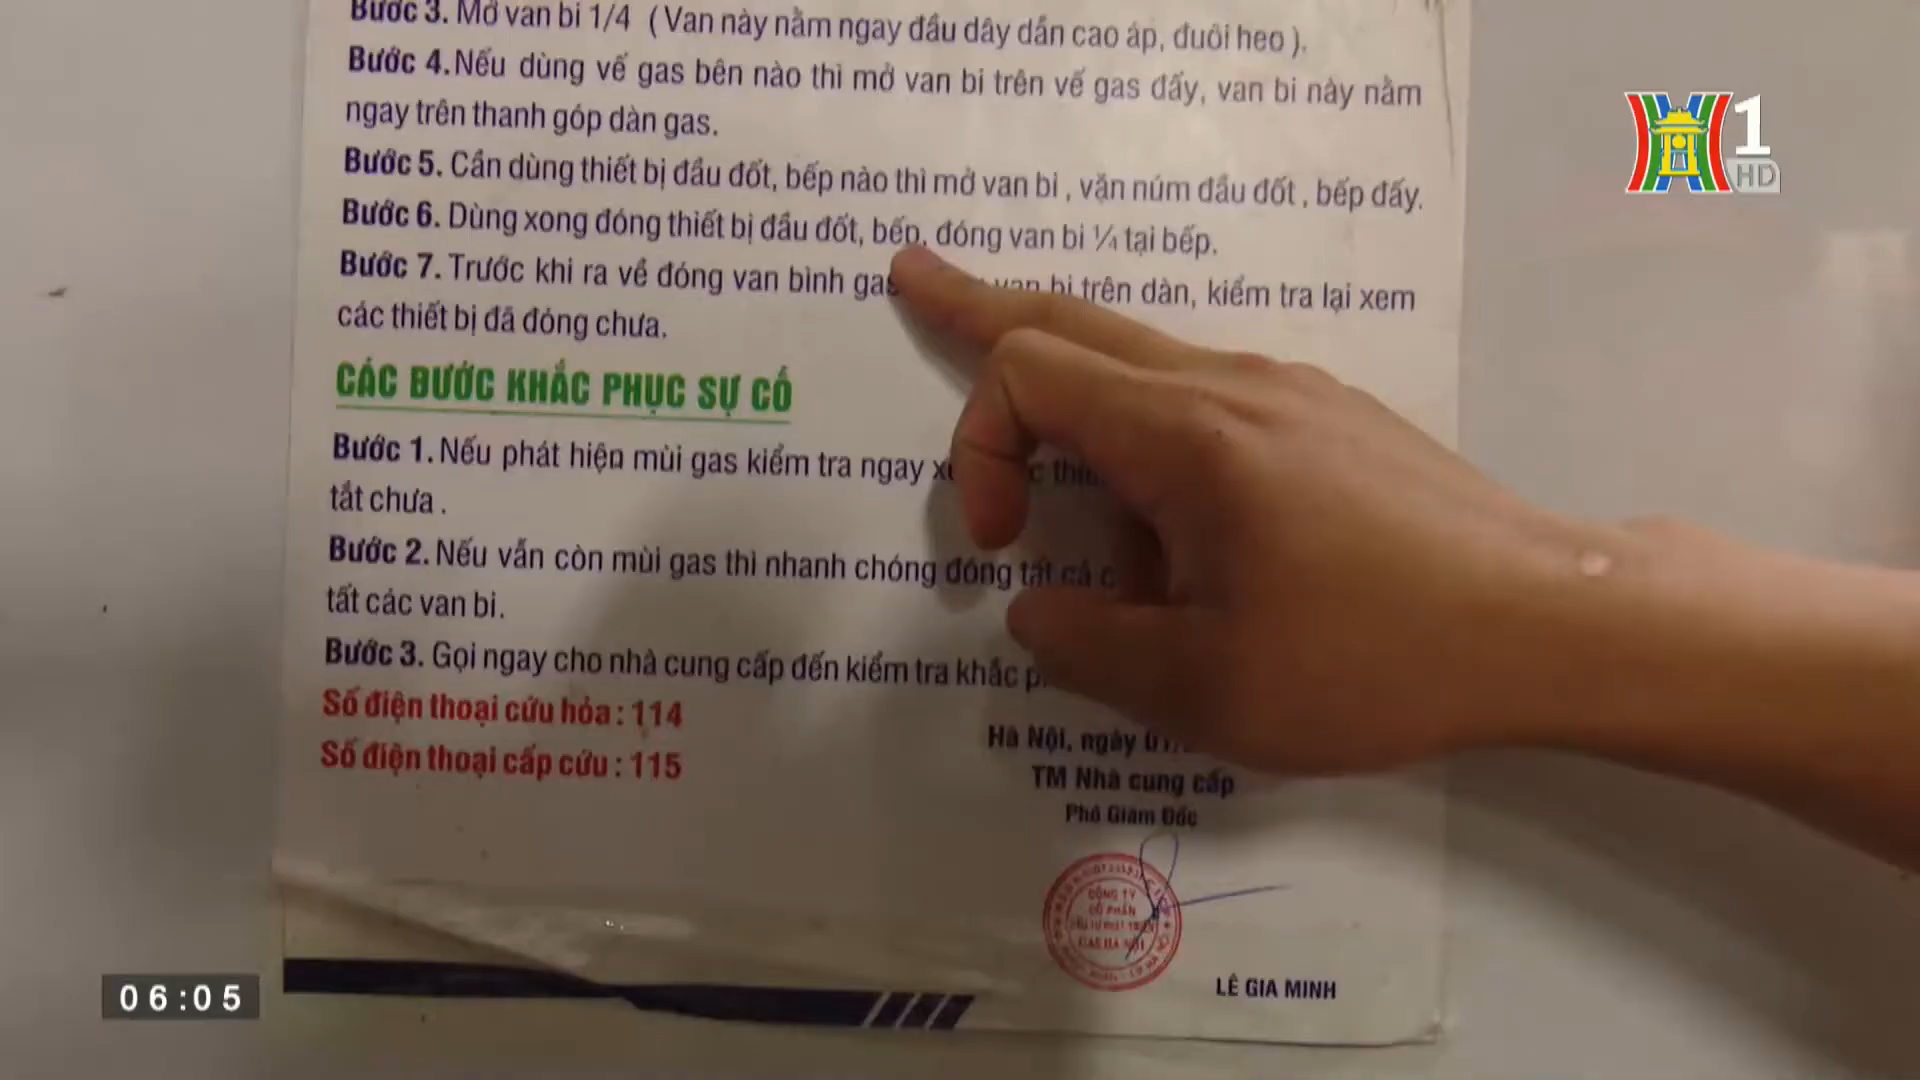 Bước 3. Mở van bi 1/4 ( Van này nằm ngay đầu dây dẫn cao áp, đuôi heo ).
Bước 4. Nếu dùng vế gas bên nào thì mở van bi trên vế gas đấy, van bi này nằm
ngay trên thanh góp dàn gas.
Bước 5. Cần dùng thiết bị đầu đốt, bếp nào thì mở van bi , vặn núm đầu đốt , bếp đấy.
Bước 6. Dùng xong đóng thiết bị đầu đốt, bếp, đóng van bi ¼ tại bếp.
Bước 7. Trước khi ra về đóng van bình gas van bi trên dàn, kiểm tra lại xem
các thiết bị đã đóng chưa.
CÁC BƯỚC KHẮC PHỤC SỰ CỐ
Bước 1. Nếu phát hiện mùi gas kiểm tra ngay
tắt chưa .
Bước 2. Nếu vẫn còn mùi gas thì nhanh chóng đóng tất cả
tất các van bi.
Bước 3. Gọi ngay cho nhà cung cấp đến kiểm tra khắc
Số điện thoại cứu hỏa : 114
Số điện thoại cấp cứu : 115
Hà Nội, ngày
TM Nhà cung cấp
Phó Giám Đốc
CÔNG TY
CỔ PHẦN
GAS HÀ NỘI
LÊ GIA MINH
1
HD
06:05